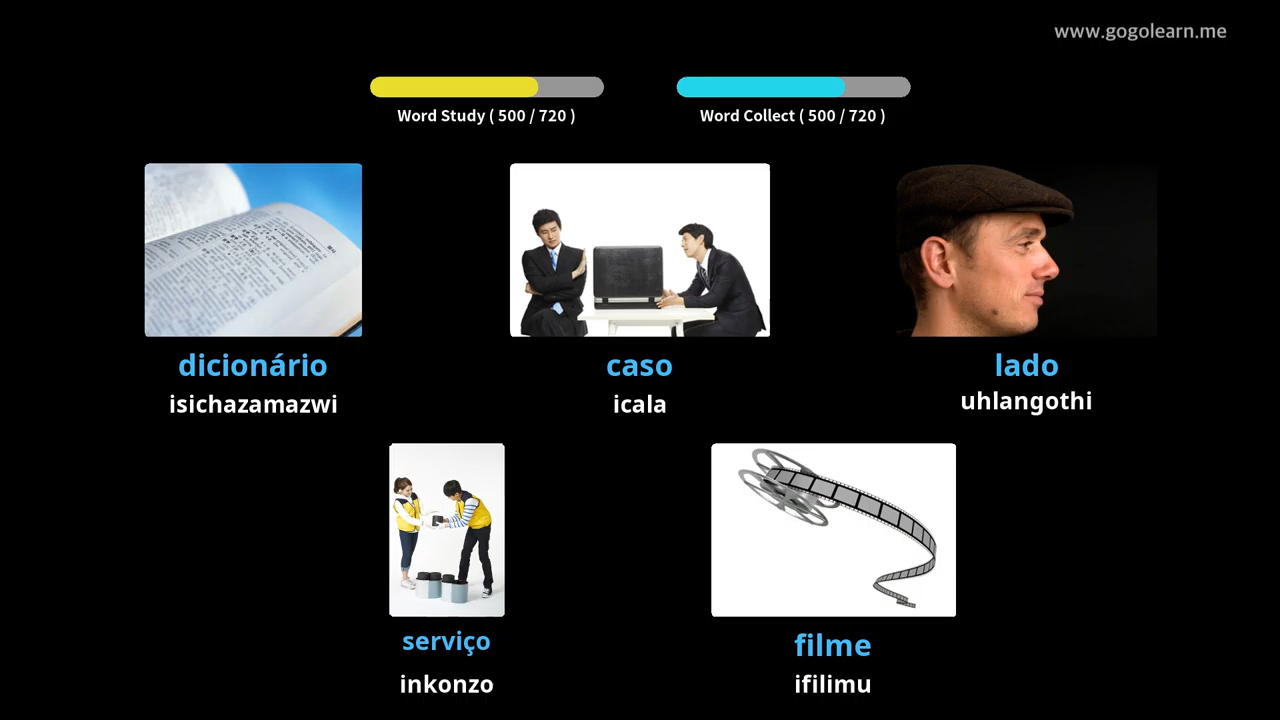 www.gogolearn.me
Word Study ( 500 / 720 )
Word Collect ( 500 / 720 )
dicionário
isichazamazwi
caso
icala
lado
uhlangothi
serviço
inkonzo
filme
ifilimu